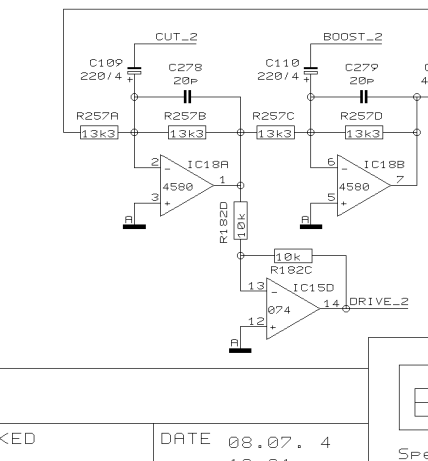 CUT_2 BOOST_2
C109 C278 C110 C279
220/4 20p 220/4 20p
+ +
R257A R257B R257C R257D
13k3 13k3 13k3 13k3
2 IC18A 6 IC18B
- -
4580 1 4580 7
3 5
+ +
A A
R182D
10k
10k
R182C
13 IC15D
-
074 14 DRIVE_2
12
+
A
KED DATE 08.07. 4
Spe